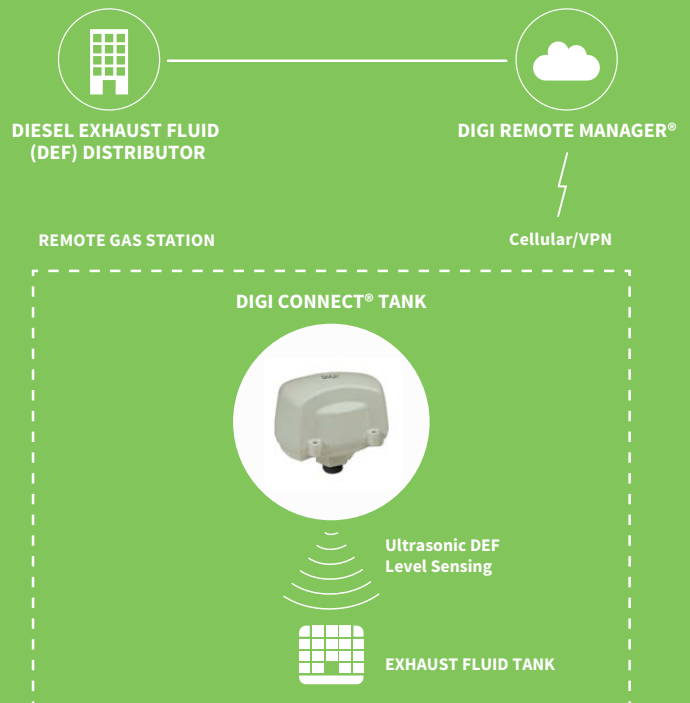 DIESEL EXHAUST FLUID
(DEF) DISTRIBUTOR
DIGI REMOTE MANAGER®
REMOTE GAS STATION
Cellular/VPN
DIGI CONNECT® TANK
Ultrasonic DEF
Level Sensing
EXHAUST FLUID TANK